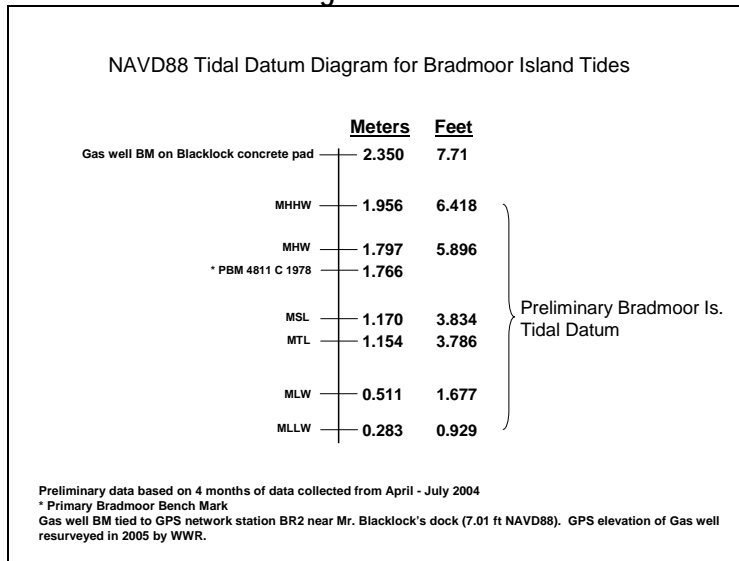 NAVD88 Tidal Datum Diagram for Bradmoor Island Tides
Meters Feet
Gas well BM on Blacklock concrete pad 2.350 7.71
MHHW 1.956 6.418
MHW 1.797 5.896
* PBM 4811 C 1978 1.766
Preliminary Bradmoor Is.
Tidal Datum
MSL 1.170 3.834
MTL 1.154 3.786
MLW 0.511 1.677
MLLW 0.283 0.929
Preliminary data based on 4 months of data collected from April - July 2004
* Primary Bradmoor Bench Mark
Gas well BM tied to GPS network station BR2 near Mr. Blacklock's dock (7.01 ft NAVD88). GPS elevation of Gas well
resurveyed in 2005 by WWR.